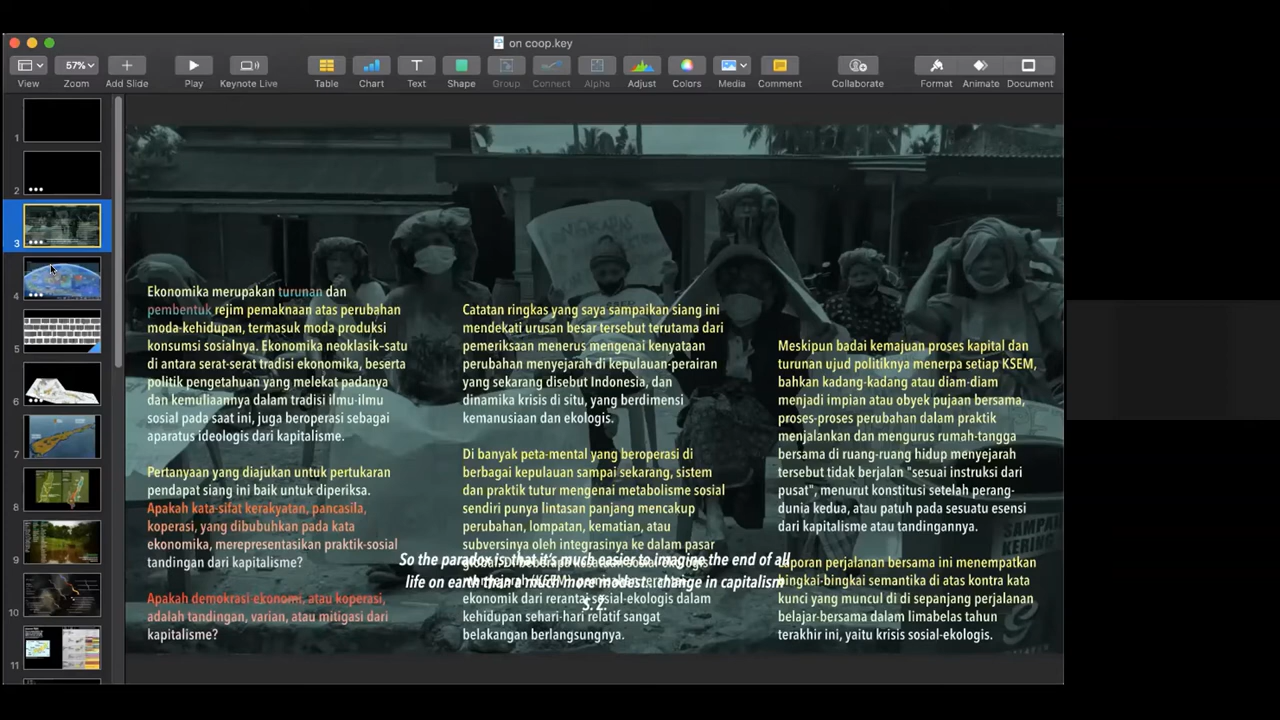 on coop.key
57%
View
Zoom
Add Slide
Play
Keynote Live
Table
Chart
Text
Shape
Group
Connect
Alpha
Adjust
Colors
Media
Comment
Collaborate
Format
Animate
Document
1
2
3
4
5
6
7
8
9
10
11
Ekonomika merupakan turunan dan
pembentuk rejim pemaknaan atas perubahan
moda-kehidupan, termasuk moda produksi
konsumsi sosialnya. Ekonomika neoklasik–satu
di antara serat-serat tradisi ekonomika, beserta
politik pengetahuan yang melekat padanya
dan kemuliaannya dalam tradisi ilmu-ilmu
sosial pada saat ini, juga beroperasi sebagai
aparatus ideologis dari kapitalisme.
Pertanyaan yang diajukan untuk pertukaran
pendapat siang ini baik untuk diperiksa.
Apakah kata-sifat kerakyatan, pancasila,
koperasi, yang dibubuhkan pada kata
ekonomika, merepresentasikan praktik-sosial
tandingan dari kapitalisme?
Apakah demokrasi-ekonomi, atau koperasi,
adalah tandingan, varian, atau mitigasi dari
kapitalisme?
Catatan ringkas yang saya sampaikan siang ini
mendekati urusan besar tersebut terutama dari
pemeriksaan menerus mengenai kenyataan
perubahan menyejarah di kepulauan-perairan
yang sekarang disebut Indonesia, dan
dinamika krisis di situ, yang berdimensi
kemanusiaan dan ekologis.
Di banyak peta-mental yang beroperasi di
berbagai kepulauan sampai sekarang, sistem
dan praktik tutur mengenai metabolisme sosial
sendiri punya lintasan panjang mencakup
perubahan, lompatan, kematian, atau
subversinya oleh integrasinya ke dalam pasar
ekonomik dari rerantai sosial-ekologis dalam
kehidupan sehari-hari relatif sangat
belakangan berlangsungnya.
So the paradox is that it's much easier to imagine the end of all
life on earth than a much more modest change in capitalism
S. Z.
Meskipun badai kemajuan proses kapital dan
turunan ujud politiknya menerpa setiap KSEM,
bahkan kadang-kadang atau diam-diam
menjadi impian atau obyek pujaan bersama,
proses-proses perubahan dalam praktik
menjalankan dan mengurus rumah-tangga
bersama di ruang-ruang hidup menyejarah
tersebut tidak berjalan "sesuai instruksi dari
pusat", menurut konstitusi setelah perang-
dunia kedua, atau patuh pada sesuatu esensi
dari kapitalisme atau tandingannya.
Laporan perjalanan bersama ini menempatkan
bingkai-bingkai semantika di atas kontra kata
kunci yang muncul di di sepanjang perjalanan
belajar-bersama dalam limabelas tahun
terakhir ini, yaitu krisis sosial-ekologis.
SAMPAI
KERING